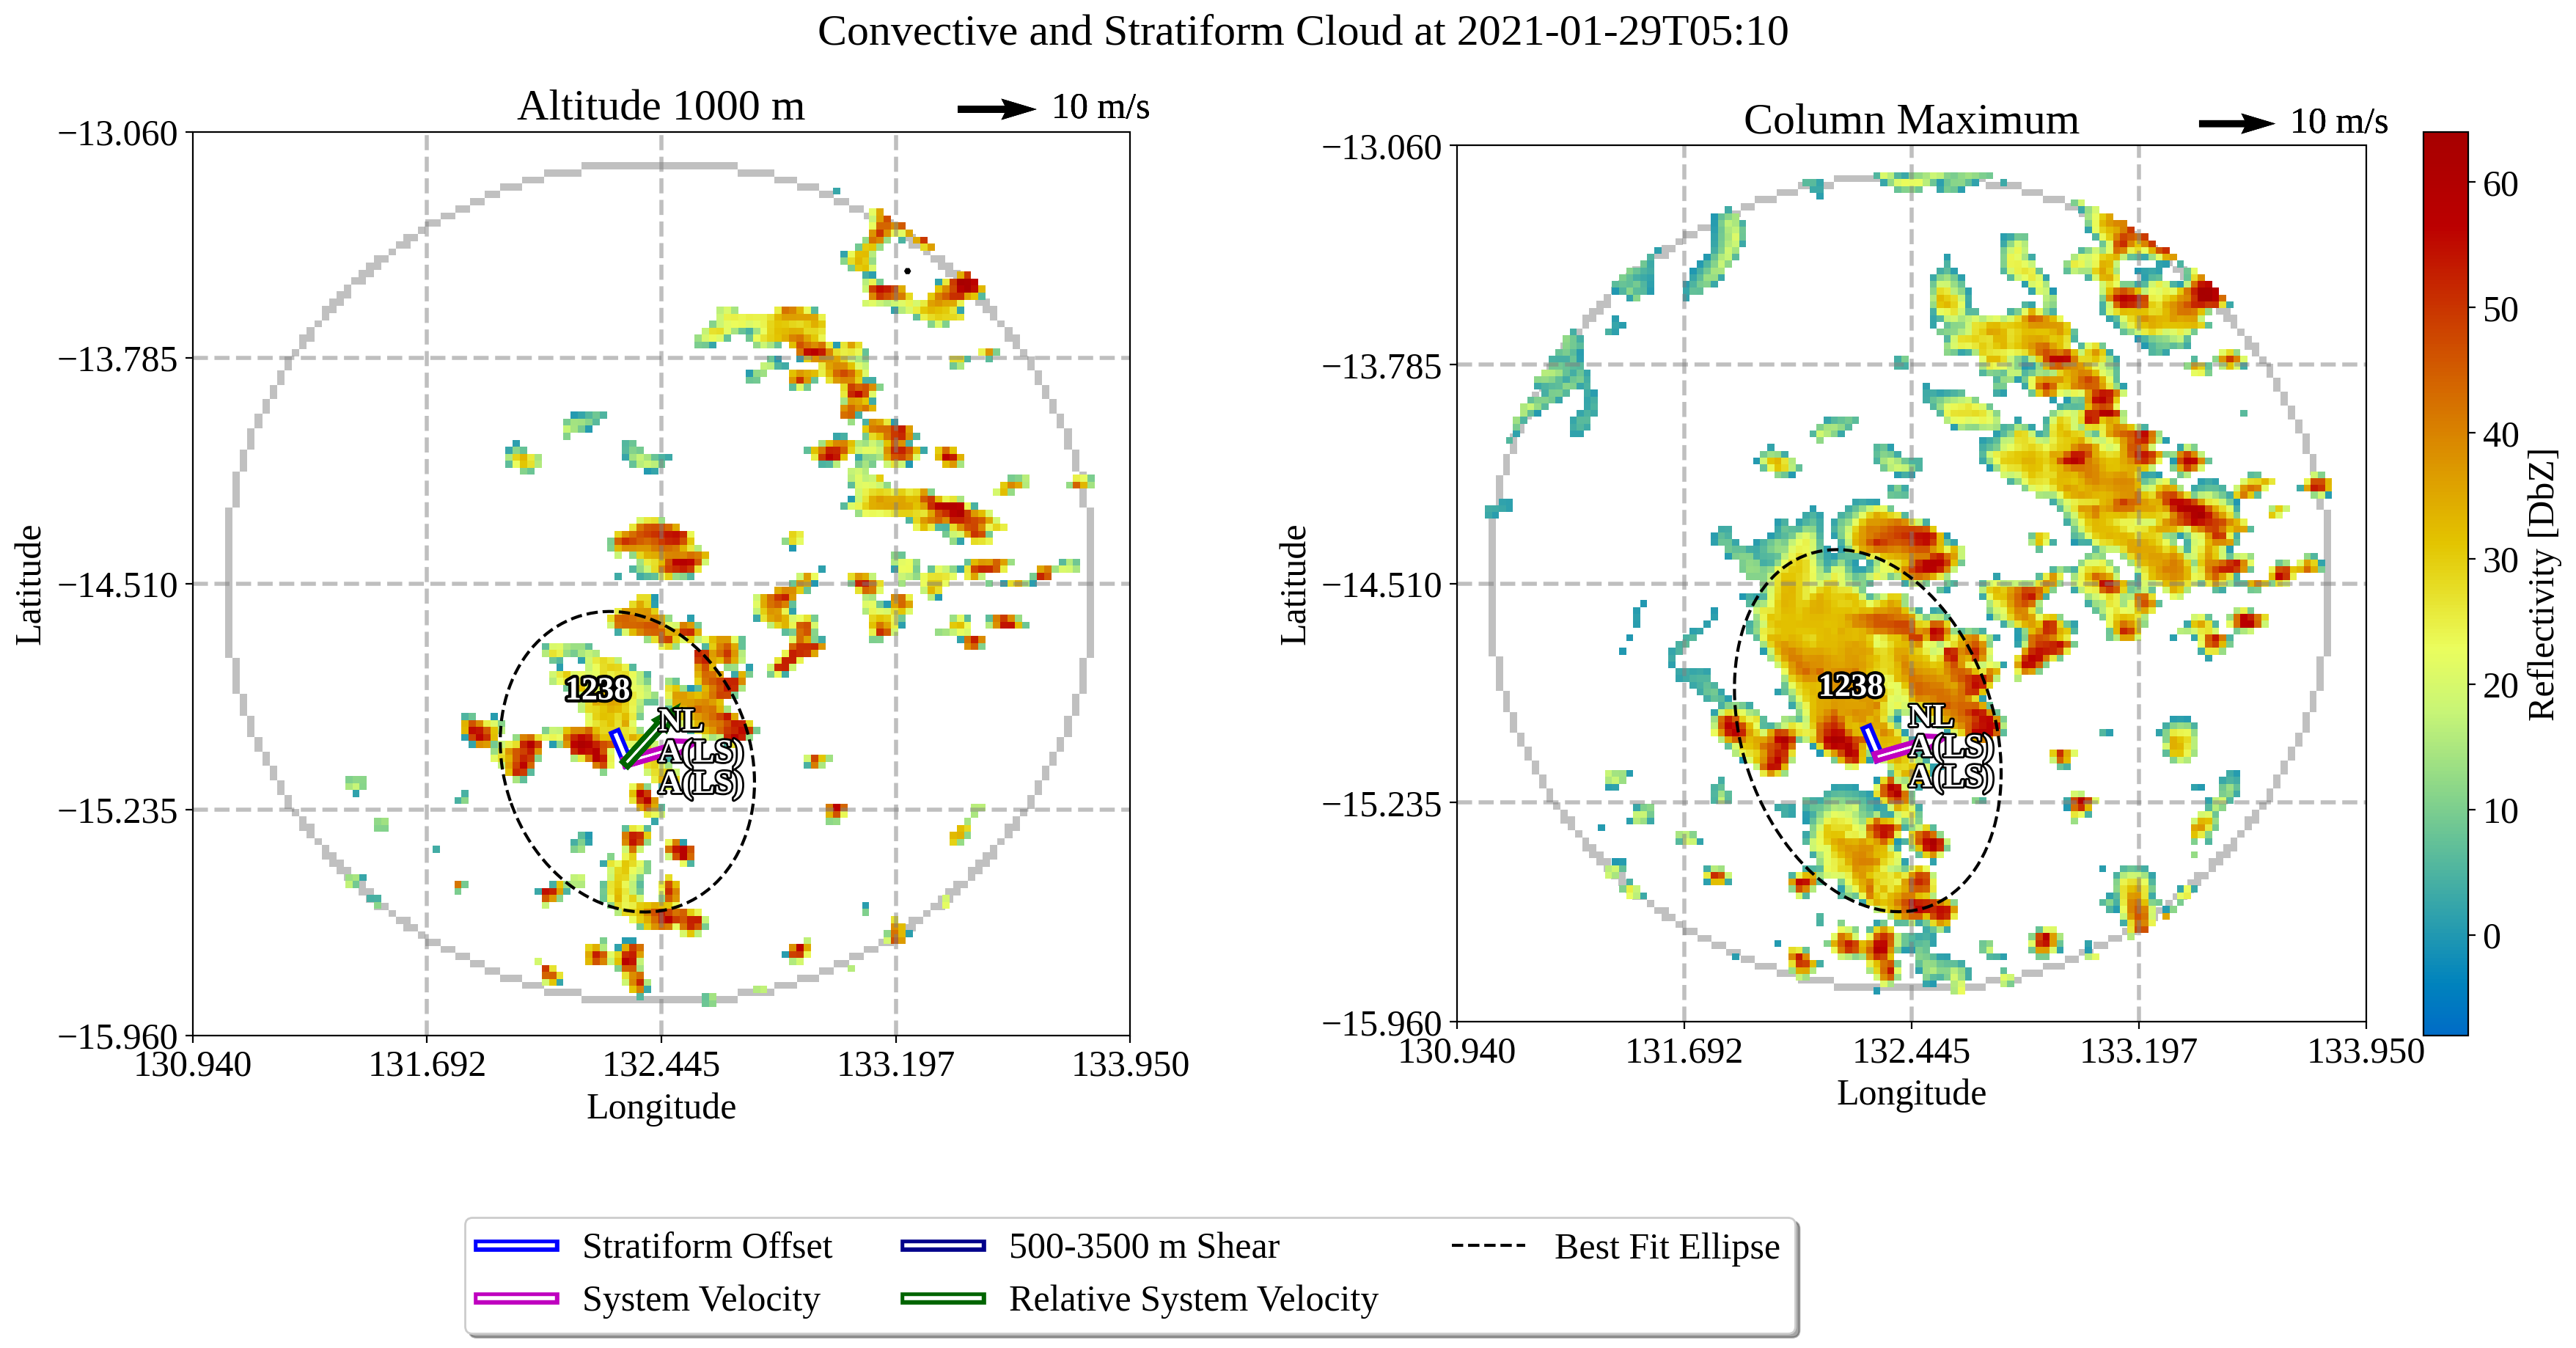 Convective and Stratiform Cloud at 2021-01-29T05:10
Altitude 1000 m
10 m/s
−13.060
−13.785
−14.510
−15.235
−15.960
Latitude
130.940
131.692
132.445
133.197
133.950
Longitude
1238
NL
A(LS)
A(LS)
Column Maximum
10 m/s
−13.060
−13.785
−14.510
−15.235
−15.960
Latitude
130.940
131.692
132.445
133.197
133.950
Longitude
1238
NL
A(LS)
A(LS)
60
50
40
30
20
10
0
Reflectivity [DbZ]
Stratiform Offset
System Velocity
500-3500 m Shear
Relative System Velocity
Best Fit Ellipse